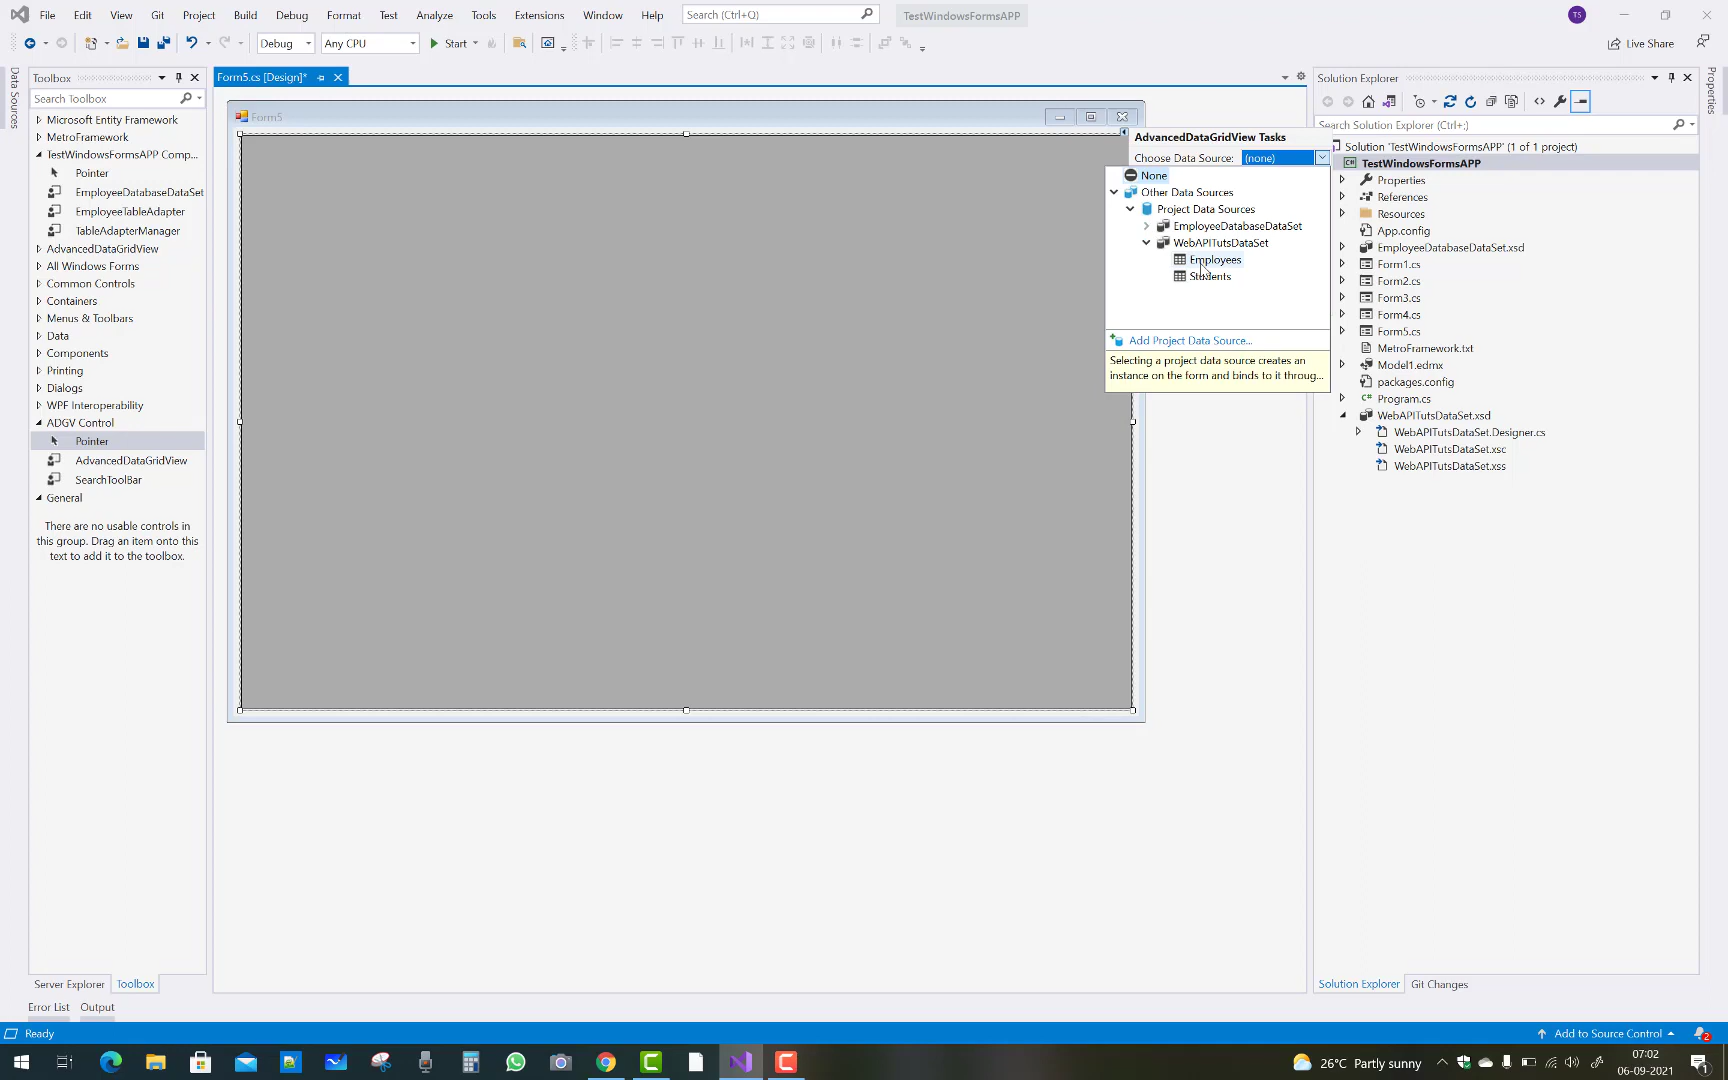 File Edit View Git Project Build Debug Format Test Analyze Tools Extensions Window Help Search (Ctrl+Q) TestWindowsFormsAPP TS
Debug Any CPU Start Live Share
Toolbox
Form5.cs [Design]*
Solution Explorer
Data Sources
Properties
Search Toolbox
Microsoft Entity Framework
MetroFramework
TestWindowsFormsAPP Comp...
Pointer
EmployeeDatabaseDataSet
EmployeeTableAdapter
TableAdapterManager
AdvancedDataGridView
All Windows Forms
Common Controls
Containers
Menus & Toolbars
Data
Components
Printing
Dialogs
WPF Interoperability
ADGV Control
Pointer
AdvancedDataGridView
SearchToolBar
General
There are no usable controls in
this group. Drag an item onto this
text to add it to the toolbox.
Server Explorer Toolbox
Form5
AdvancedDataGridView Tasks
Choose Data Source: (none)
None
Other Data Sources
Project Data Sources
EmployeeDatabaseDataSet
WebAPITutsDataSet
Employees
Students
Add Project Data Source...
Selecting a project data source creates an
instance on the form and binds to it throug...
Search Solution Explorer (Ctrl+;)
Solution 'TestWindowsFormsAPP' (1 of 1 project)
TestWindowsFormsAPP
Properties
References
Resources
App.config
EmployeeDatabaseDataSet.xsd
Form1.cs
Form2.cs
Form3.cs
Form4.cs
Form5.cs
MetroFramework.txt
Model1.edmx
packages.config
C# Program.cs
WebAPITutsDataSet.xsd
WebAPITutsDataSet.Designer.cs
WebAPITutsDataSet.xsc
WebAPITutsDataSet.xss
Solution Explorer Git Changes
Error List Output
Ready Add to Source Control 2
26°C Partly sunny 07:02
06-09-2021 1